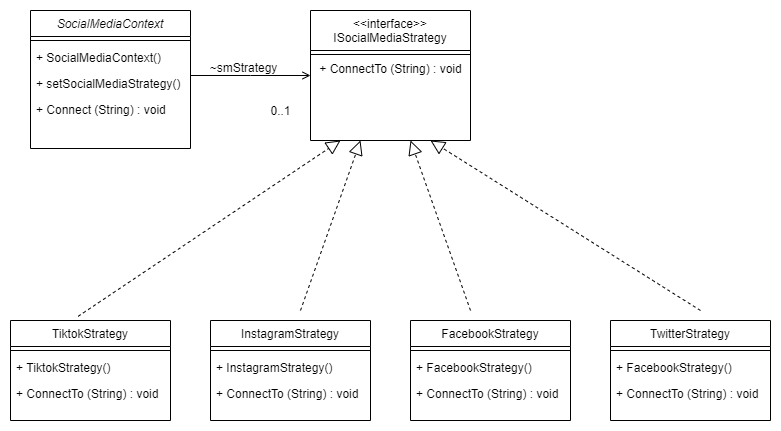 SocialMediaContext
+ SocialMediaContext()
+ setSocialMediaStrategy()
+ Connect (String) : void
~smStrategy
0..1
<<interface>>
ISocialMediaStrategy
+ ConnectTo (String) : void
TiktokStrategy
+ TiktokStrategy()
+ ConnectTo (String) : void
InstagramStrategy
+ InstagramStrategy()
+ ConnectTo (String) : void
FacebookStrategy
+ FacebookStrategy()
+ ConnectTo (String) : void
TwitterStrategy
+ FacebookStrategy()
+ ConnectTo (String) : void